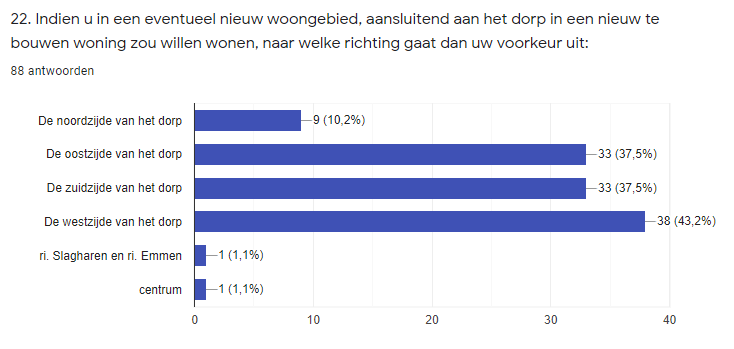 22. Indien u in een eventueel nieuw woongebied, aansluitend aan het dorp in een nieuw te
bouwen woning zou willen wonen, naar welke richting gaat dan uw voorkeur uit:
88 antwoorden
De noordzijde van het dorp 9 (10,2%)
De oostzijde van het dorp 33 (37,5%)
De zuidzijde van het dorp 33 (37,5%)
De westzijde van het dorp 38 (43,2%)
ri. Slagharen en ri. Emmen 1 (1,1%)
centrum 1 (1,1%)
0 10 20 30 40